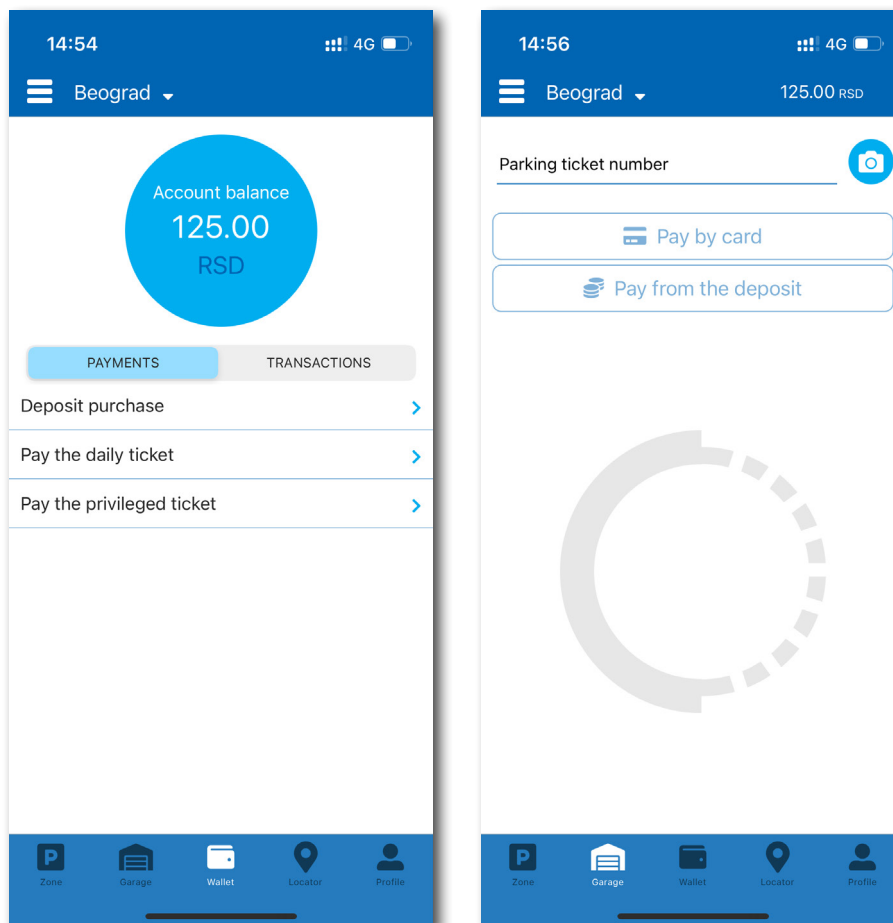 14:54 4G
Beograd
Account balance
125.00
RSD
PAYMENTS TRANSACTIONS
Deposit purchase
Pay the daily ticket
Pay the privileged ticket
P
Zone Garage Wallet Locator Profile
14:56 4G
Beograd 125.00 RSD
Parking ticket number
Pay by card
Pay from the deposit
P
Zone Garage Wallet Locator Profile